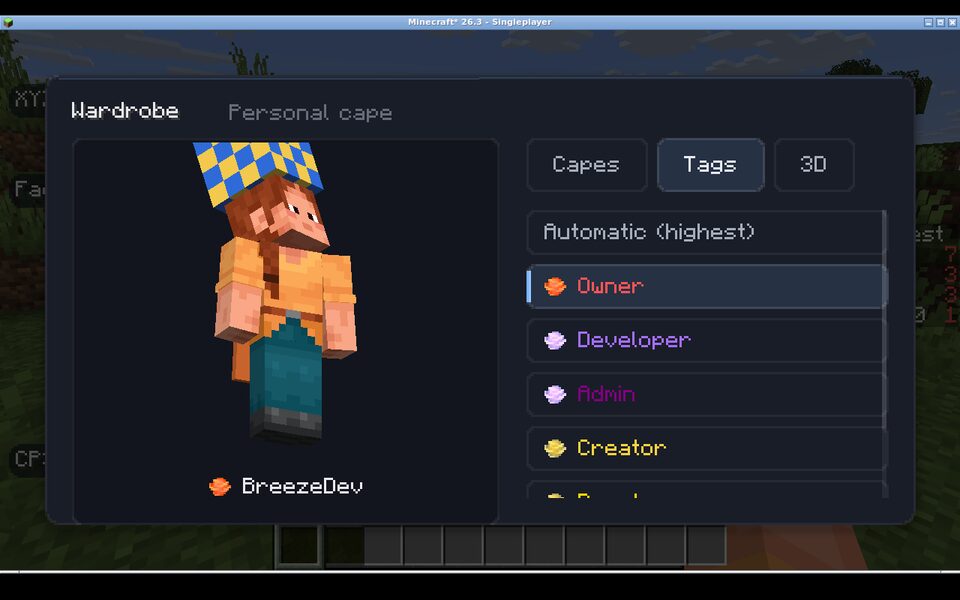 Minecraft* 26.3 - Singleplayer
Wardrobe
Personal cape
Capes
Tags
3D
Automatic (highest)
Owner
Developer
Admin
Creator
BreezeDev